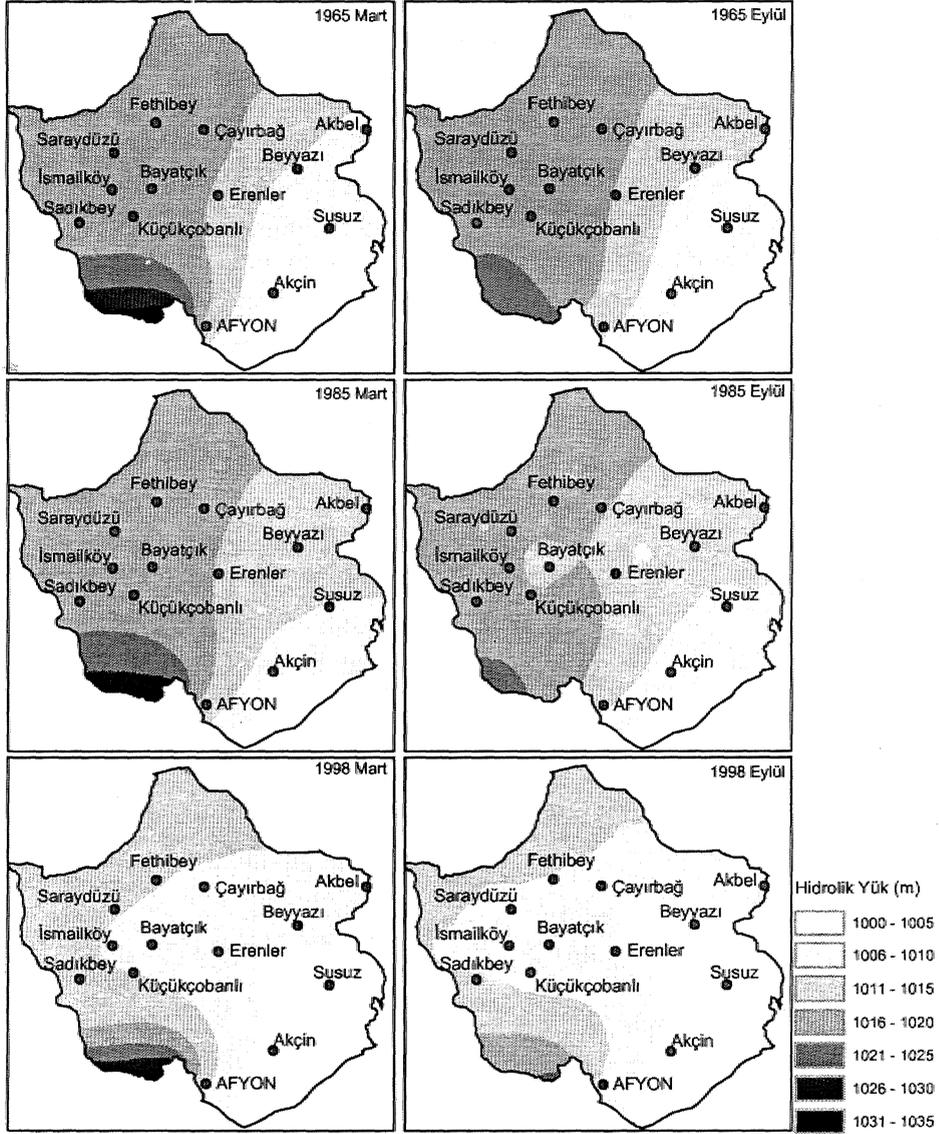 1965 Mart
Fethibey
Çayırbağ
Akbel
Saraydüzü
Beyyazı
İsmailköy
Bayatçık
Erenler
Sadıkbey
Küçükçobanlı
Susuz
Akçin
AFYON
1965 Eylül
Fethibey
Çayırbağ
Akbel
Saraydüzü
Beyyazı
İsmailköy
Bayatçık
Erenler
Sadıkbey
Küçükçobanlı
Susuz
Akçin
AFYON
1985 Mart
Fethibey
Çayırbağ
Akbel
Saraydüzü
Beyyazı
İsmailköy
Bayatçık
Erenler
Sadıkbey
Küçükçobanlı
Susuz
Akçin
AFYON
1985 Eylül
Fethibey
Çayırbağ
Akbel
Saraydüzü
Beyyazı
İsmailköy
Bayatçık
Erenler
Sadıkbey
Küçükçobanlı
Susuz
Akçin
AFYON
1998 Mart
Fethibey
Çayırbağ
Akbel
Saraydüzü
Beyyazı
İsmailköy
Bayatçık
Erenler
Sadıkbey
Küçükçobanlı
Susuz
Akçin
AFYON
1998 Eylül
Fethibey
Çayırbağ
Akbel
Saraydüzü
Beyyazı
İsmailköy
Bayatçık
Erenler
Sadıkbey
Küçükçobanlı
Susuz
Akçin
AFYON
Hidrolik Yük (m)
1000 - 1005
1006 - 1010
1011 - 1015
1016 - 1020
1021 - 1025
1026 - 1030
1031 - 1035